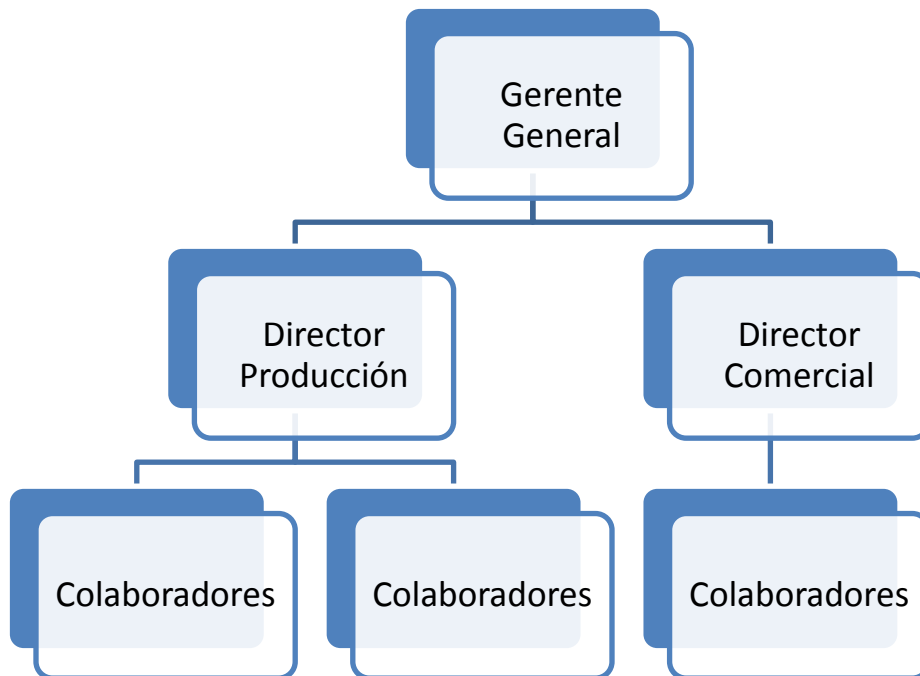 Gerente
General
Director
Producción
Director
Comercial
Colaboradores
Colaboradores
Colaboradores